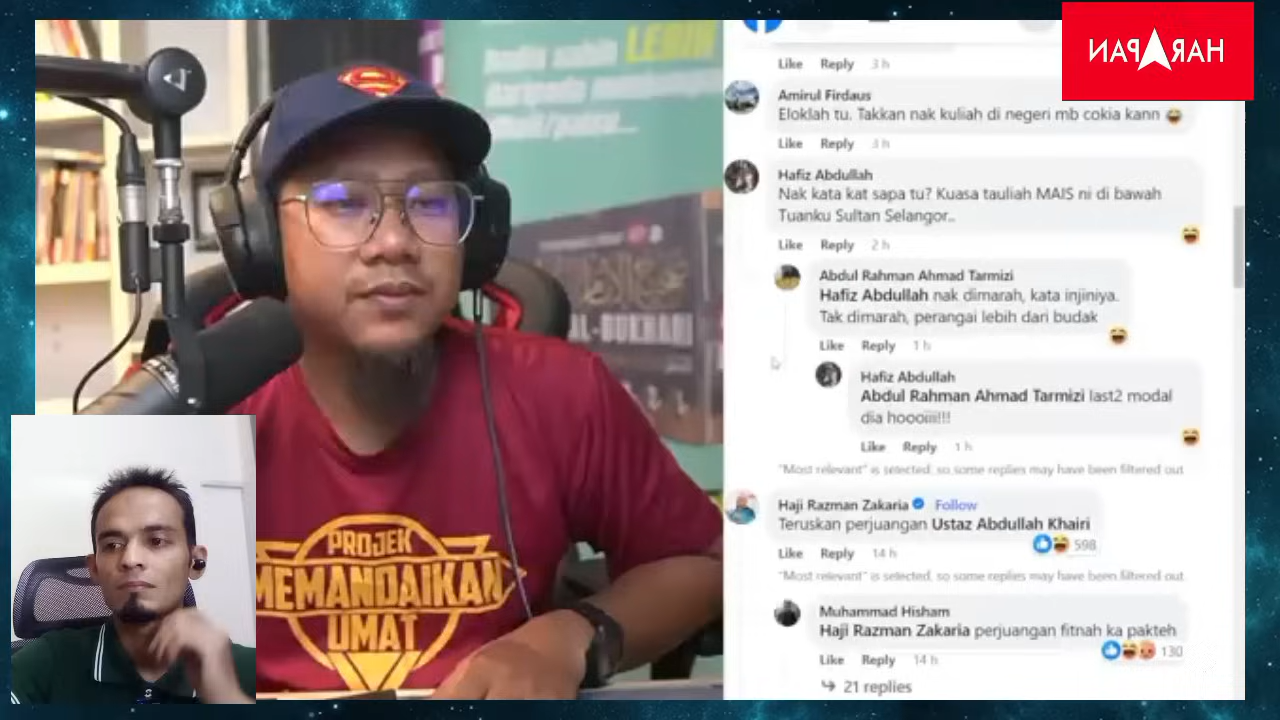 HARAPAN
LEBIH
AL-BUKHARI
PROJEK
MEMANDAIKAN
UMAT
Like Reply 3 h
Amirul Firdaus
Eloklah tu. Takkan nak kuliah di negeri mb cokia kann
Like Reply 3 h
Hafiz Abdullah
Nak kata kat sapa tu? Kuasa tauliah MAIS ni di bawah
Tuanku Sultan Selangor..
Like Reply 2 h
Abdul Rahman Ahmad Tarmizi
Hafiz Abdullah nak dimarah, kata injiniya.
Tak dimarah, perangai lebih dari budak
Like Reply 1 h
Hafiz Abdullah
Abdul Rahman Ahmad Tarmizi last2 modal
dia hoooiiii!!!
Like Reply 1 h
"Most relevant" is selected, so some replies may have been filtered out.
Haji Razman Zakaria Follow
Teruskan perjuangan Ustaz Abdullah Khairi
598
Like Reply 14 h
"Most relevant" is selected, so some replies may have been filtered out.
Muhammad Hisham
Haji Razman Zakaria perjuangan fitnah ka pakteh
130
Like Reply 14 h
21 replies